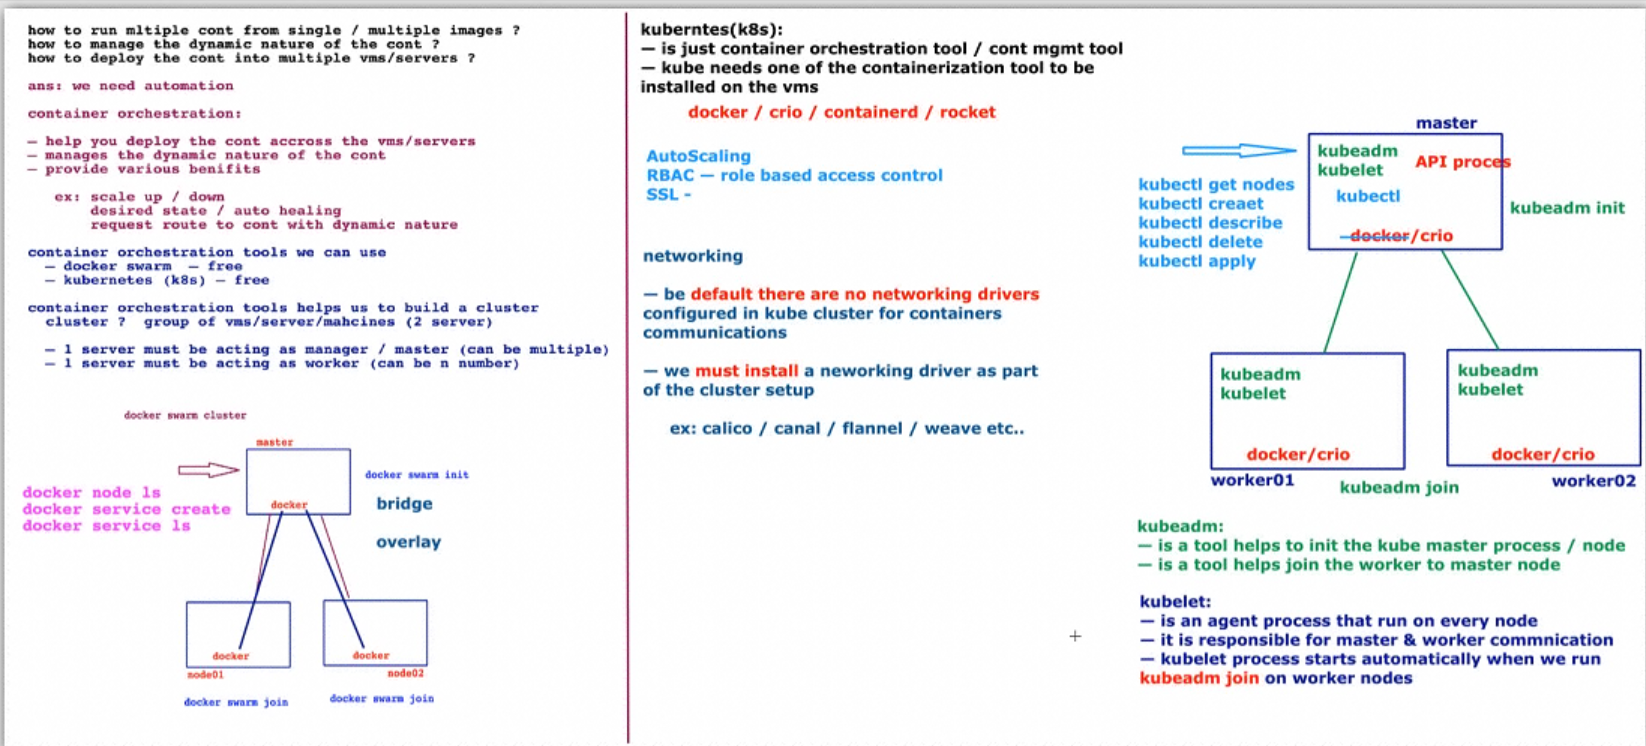 how to run mltiple cont from single / multiple images ?
how to manage the dynamic nature of the cont ?
how to deploy the cont into multiple vms/servers ?
ans: we need automation
container orchestration:
— help you deploy the cont accross the vms/servers
— manages the dynamic nature of the cont
— provide various benifits
ex: scale up / down
desired state / auto healing
request route to cont with dynamic nature
container orchestration tools we can use
— docker swarm — free
— kubernetes (k8s) — free
container orchestration tools helps us to build a cluster
cluster ? group of vms/server/mahcines (2 server)
— 1 server must be acting as manager / master (can be multiple)
— 1 server must be acting as worker (can be n number)
docker swarm cluster
master
docker swarm init
docker node ls
docker service create
docker service ls
docker
bridge
overlay
docker
node01
docker swarm join
docker
node02
docker swarm join
kuberntes(k8s):
— is just container orchestration tool / cont mgmt tool
— kube needs one of the containerization tool to be
installed on the vms
docker / crio / containerd / rocket
AutoScaling
RBAC — role based access control
SSL -
networking
— be default there are no networking drivers
configured in kube cluster for containers
communications
— we must install a neworking driver as part
of the cluster setup
ex: calico / canal / flannel / weave etc..
master
kubeadm
kubelet
API proces
kubectl
docker/crio
kubeadm init
kubectl get nodes
kubectl creaet
kubectl describe
kubectl delete
kubectl apply
kubeadm
kubelet
docker/crio
worker01
kubeadm join
kubeadm
kubelet
docker/crio
worker02
kubeadm:
— is a tool helps to init the kube master process / node
— is a tool helps join the worker to master node
kubelet:
— is an agent process that run on every node
— it is responsible for master & worker commnication
— kubelet process starts automatically when we run
kubeadm join on worker nodes